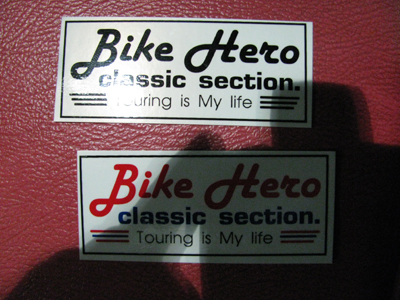 Bike Hero
classic section.
Touring is My life
Bike Hero
classic section.
Touring is My life